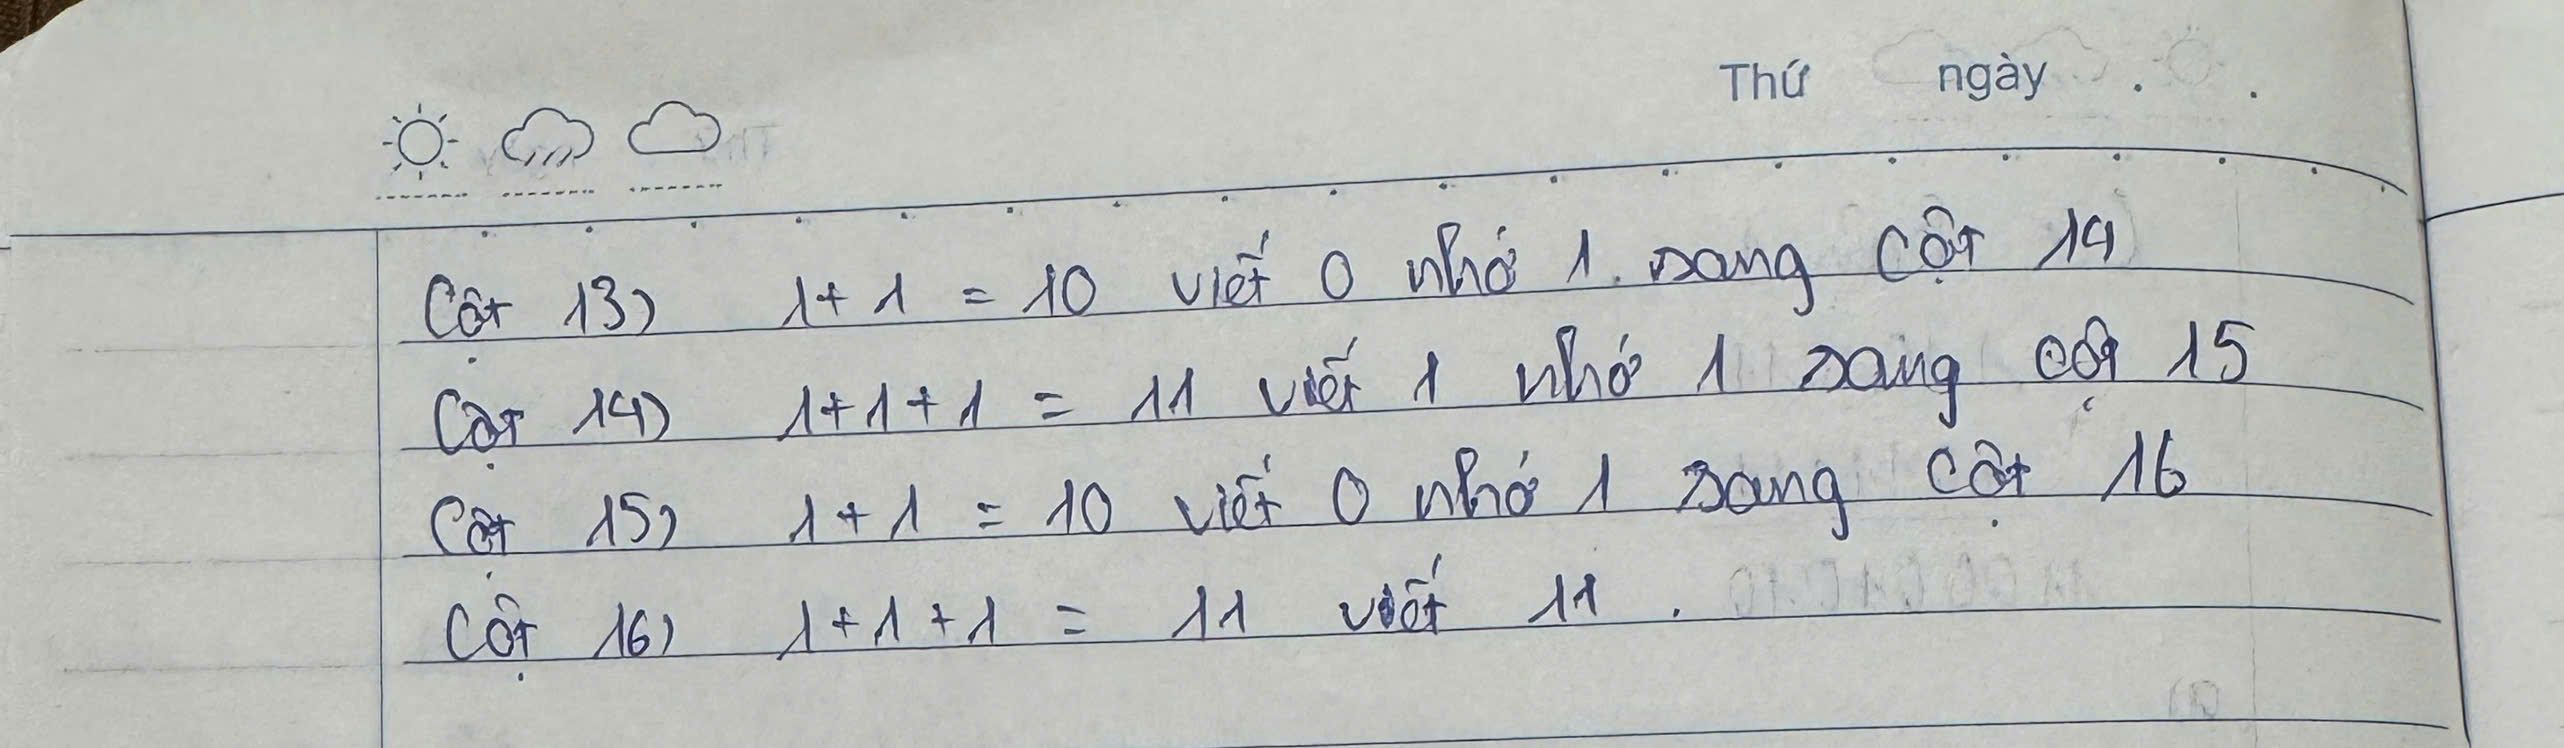 Thứ ngày . .
Cột 13) 1+1 = 10 viết 0 nhớ 1. sang cột 14
Cột 14) 1+1+1 = 11 viết 1 nhớ 1 sang cột 15
Cột 15) 1+1 = 10 viết 0 nhớ 1 sang cột 16
Cột 16) 1+1+1 = 11 viết 11 .